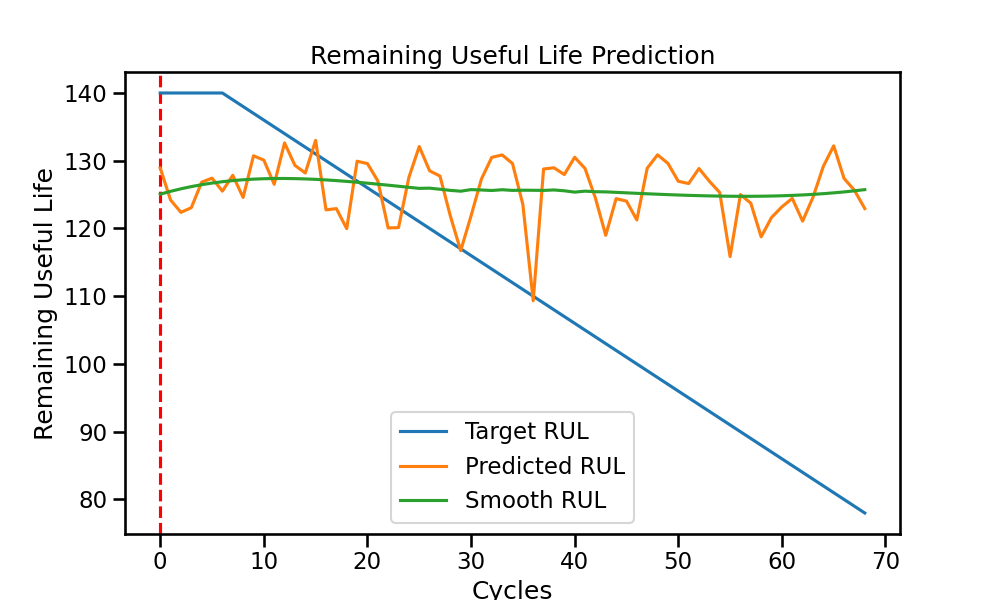 Remaining Useful Life Prediction
Remaining Useful Life
140
130
120
110
100
90
80
Target RUL
Predicted RUL
Smooth RUL
0 10 20 30 40 50 60 70
Cycles